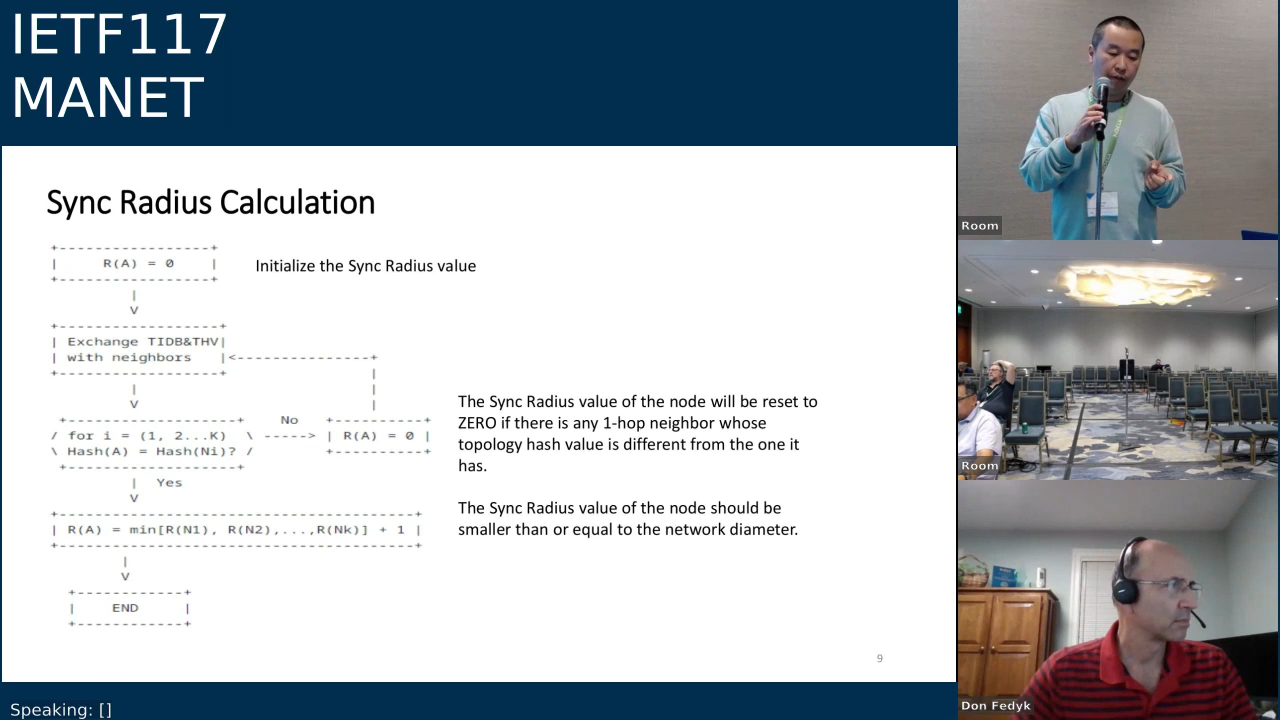 IETF117
MANET
Sync Radius Calculation
+-----------------+
|      R(A) = 0     |
+-----------------+
Initialize the Sync Radius value
|
V
+------------------+
| Exchange TIDB&THV|
| with neighbors   |<---------------+
+------------------+                |
|                         |
V                         |
+------------------+   No   +----------+
/ for i = (1, 2...K)  \ -----> | R(A) = 0 |
\ Hash(A) = Hash(Ni)? /        +----------+
+------------------+
|  Yes
V
+--------------------------------------+
| R(A) = min[R(N1), R(N2),...,R(Nk)] + 1 |
+--------------------------------------+
|
V
+------------+
|     END      |
+------------+
The Sync Radius value of the node will be reset to
ZERO if there is any 1-hop neighbor whose
topology hash value is different from the one it
has.
The Sync Radius value of the node should be
smaller than or equal to the network diameter.
9
Speaking: []
Room
Room
Don Fedyk